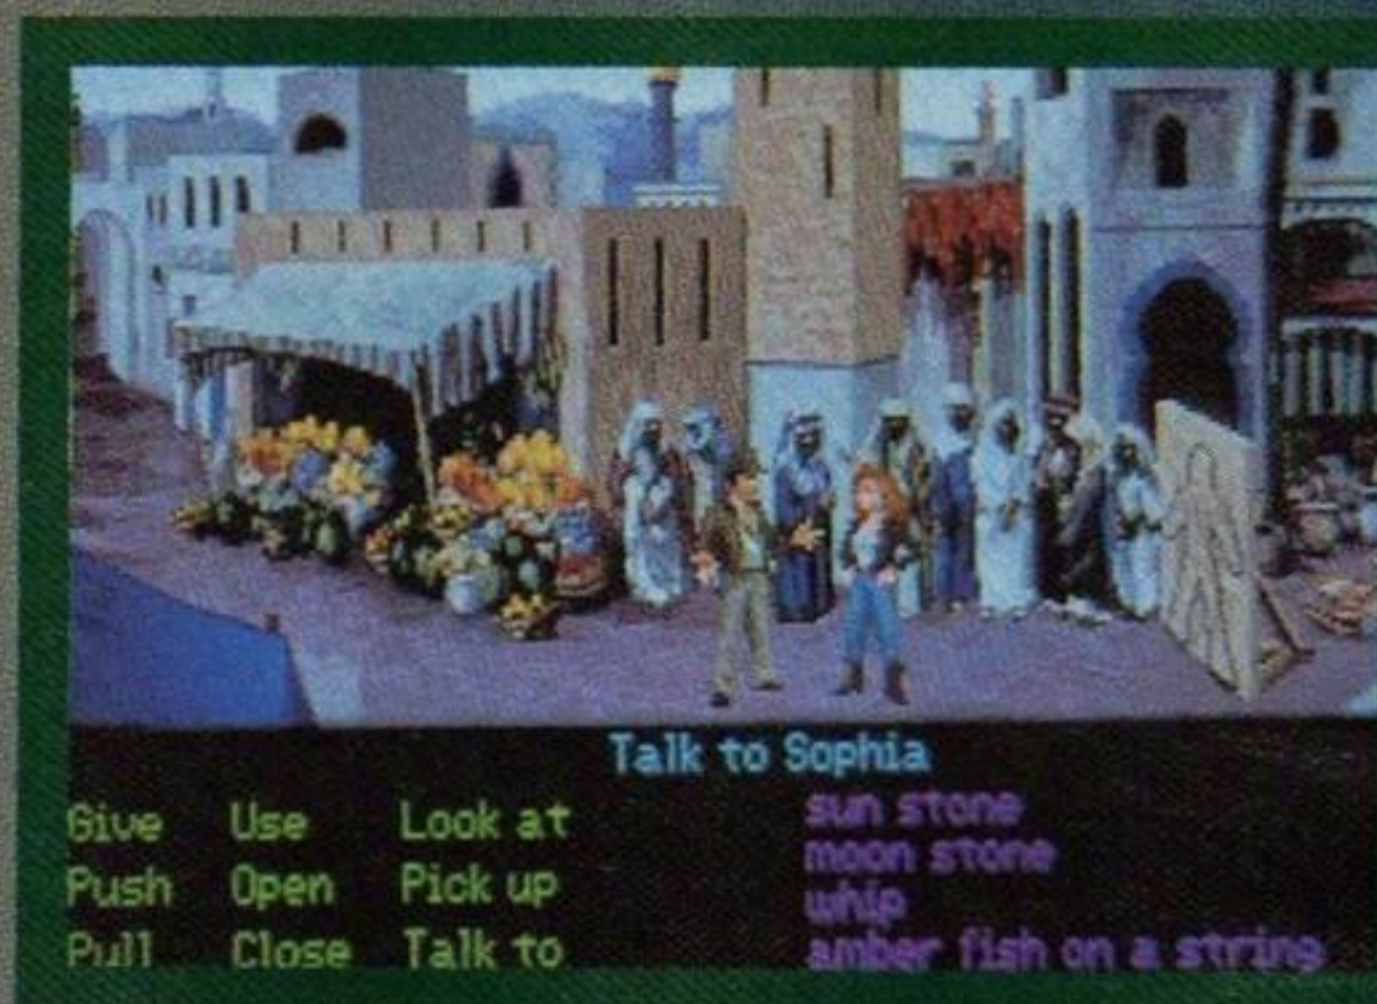 Talk to Sophia
Give Use Look at
Push Open Pick up
Pull Close Talk to
sun stone
moon stone
whip
amber fish on a string